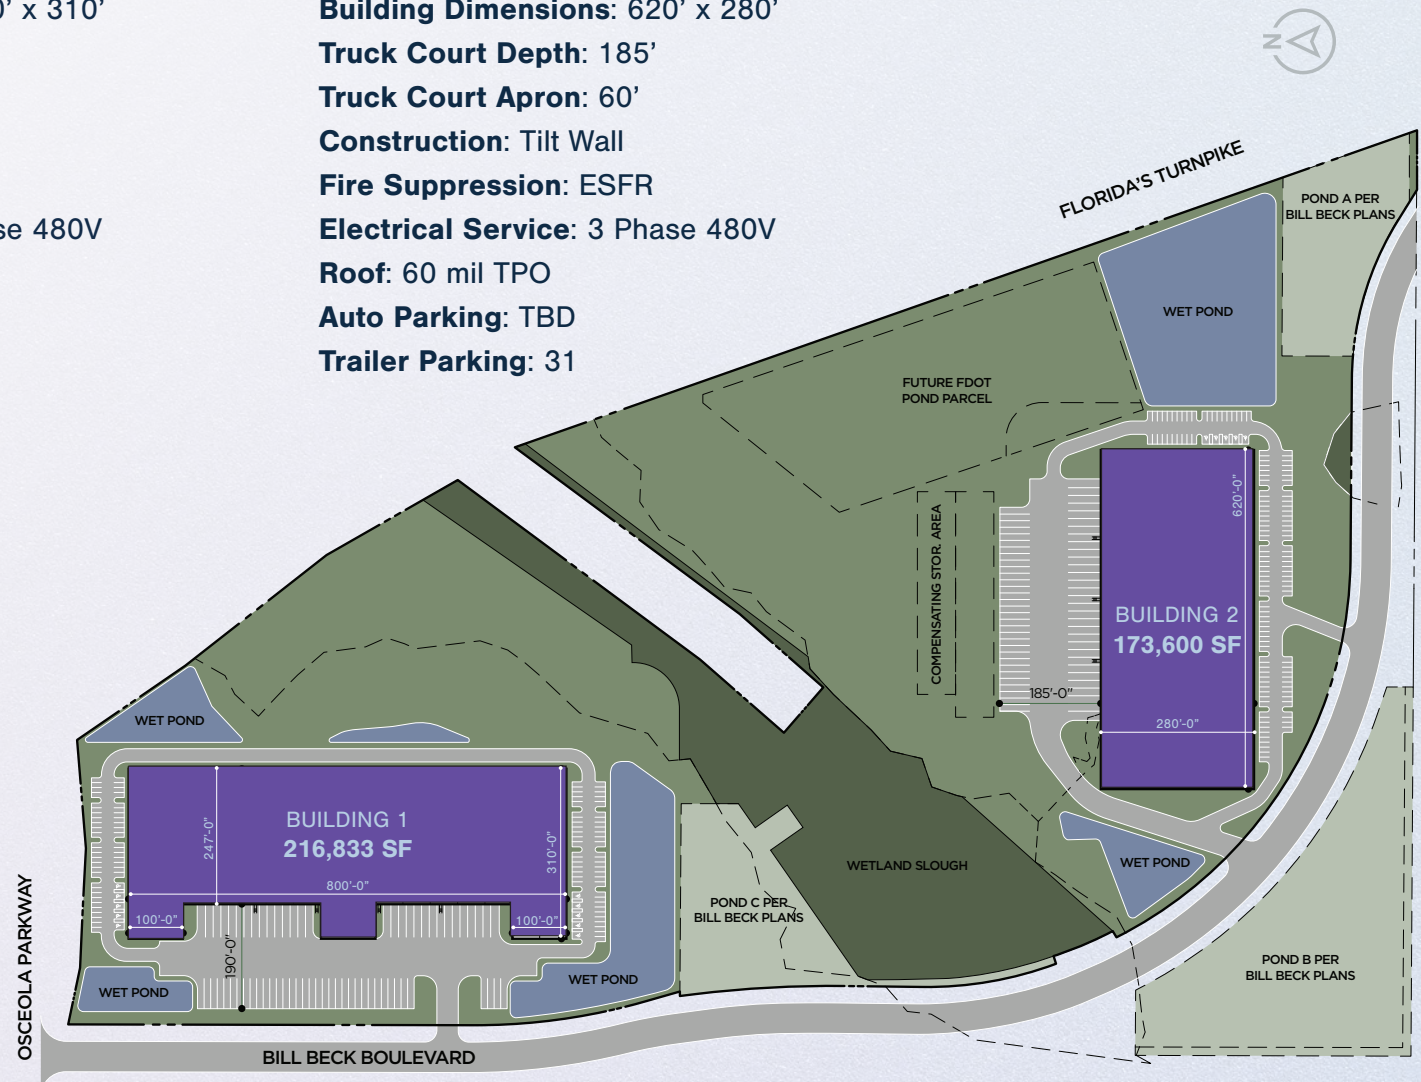 0' x 310'
se 480V
Building Dimensions: 620' x 280'
Truck Court Depth: 185'
Truck Court Apron: 60'
Construction: Tilt Wall
Fire Suppression: ESFR
Electrical Service: 3 Phase 480V
Roof: 60 mil TPO
Auto Parking: TBD
Trailer Parking: 31
N
FLORIDA'S TURNPIKE
POND A PER
BILL BECK PLANS
WET POND
FUTURE FDOT
POND PARCEL
COMPENSATING STOR. AREA
620'-0"
BUILDING 2
173,600 SF
185'-0"
280'-0"
WET POND
BUILDING 1
216,833 SF
247'-0"
310'-0"
800'-0"
100'-0"
100'-0"
190'-0"
WETLAND SLOUGH
WET POND
POND C PER
BILL BECK PLANS
POND B PER
BILL BECK PLANS
WET POND
WET POND
OSCEOLA PARKWAY
BILL BECK BOULEVARD